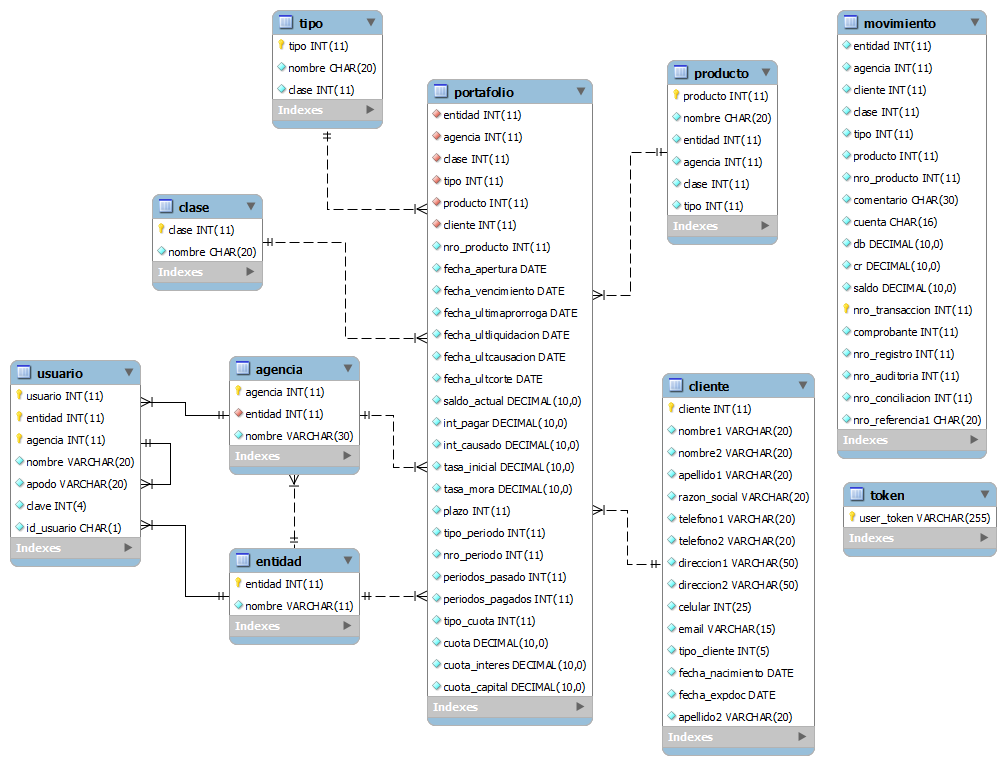 tipo
tipo INT(11)
nombre CHAR(20)
clase INT(11)
Indexes
clase
clase INT(11)
nombre CHAR(20)
Indexes
usuario
usuario INT(11)
entidad INT(11)
agencia INT(11)
nombre VARCHAR(20)
apodo VARCHAR(20)
clave INT(4)
id_usuario CHAR(1)
Indexes
agencia
agencia INT(11)
entidad INT(11)
nombre VARCHAR(30)
Indexes
entidad
entidad INT(11)
nombre VARCHAR(11)
Indexes
portafolio
entidad INT(11)
agencia INT(11)
clase INT(11)
tipo INT(11)
producto INT(11)
cliente INT(11)
nro_producto INT(11)
fecha_apertura DATE
fecha_vencimiento DATE
fecha_ultimaprorroga DATE
fecha_ultliquidacion DATE
fecha_ultcausacion DATE
fecha_ultcorte DATE
saldo_actual DECIMAL(10,0)
int_pagar DECIMAL(10,0)
int_causado DECIMAL(10,0)
tasa_inicial DECIMAL(10,0)
tasa_mora DECIMAL(10,0)
plazo INT(11)
tipo_periodo INT(11)
nro_periodo INT(11)
periodos_pasado INT(11)
periodos_pagados INT(11)
tipo_cuota INT(11)
cuota DECIMAL(10,0)
cuota_interes DECIMAL(10,0)
cuota_capital DECIMAL(10,0)
Indexes
producto
producto INT(11)
nombre CHAR(20)
entidad INT(11)
agencia INT(11)
clase INT(11)
tipo INT(11)
Indexes
cliente
cliente INT(11)
nombre1 VARCHAR(20)
nombre2 VARCHAR(20)
apellido1 VARCHAR(20)
razon_social VARCHAR(20)
telefono1 VARCHAR(20)
telefono2 VARCHAR(20)
direccion1 VARCHAR(50)
direccion2 VARCHAR(50)
celular INT(25)
email VARCHAR(15)
tipo_cliente INT(5)
fecha_nacimiento DATE
fecha_expdoc DATE
apellido2 VARCHAR(20)
Indexes
movimiento
entidad INT(11)
agencia INT(11)
cliente INT(11)
clase INT(11)
tipo INT(11)
producto INT(11)
nro_producto INT(11)
comentario CHAR(30)
cuenta CHAR(16)
db DECIMAL(10,0)
cr DECIMAL(10,0)
saldo DECIMAL(10,0)
nro_transaccion INT(11)
comprobante INT(11)
nro_registro INT(11)
nro_auditoria INT(11)
nro_conciliacion INT(11)
nro_referencia1 CHAR(20)
Indexes
token
user_token VARCHAR(255)
Indexes